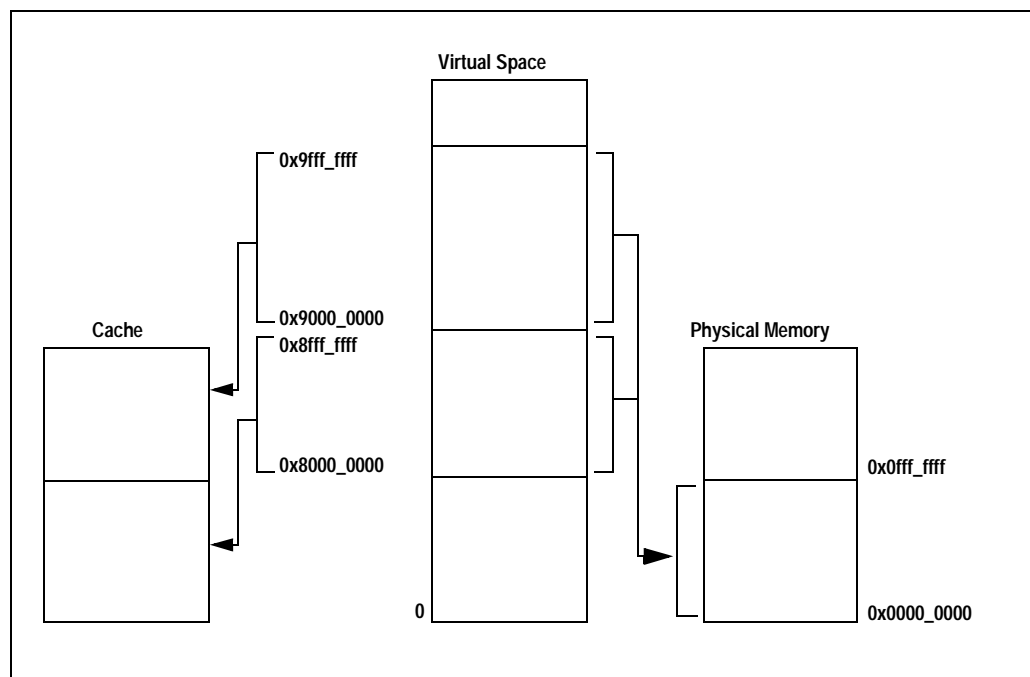 Virtual Space
0x9fff_ffff
0x9000_0000
Cache
0x8fff_ffff
Physical Memory
0x8000_0000
0x0fff_ffff
0
0x0000_0000